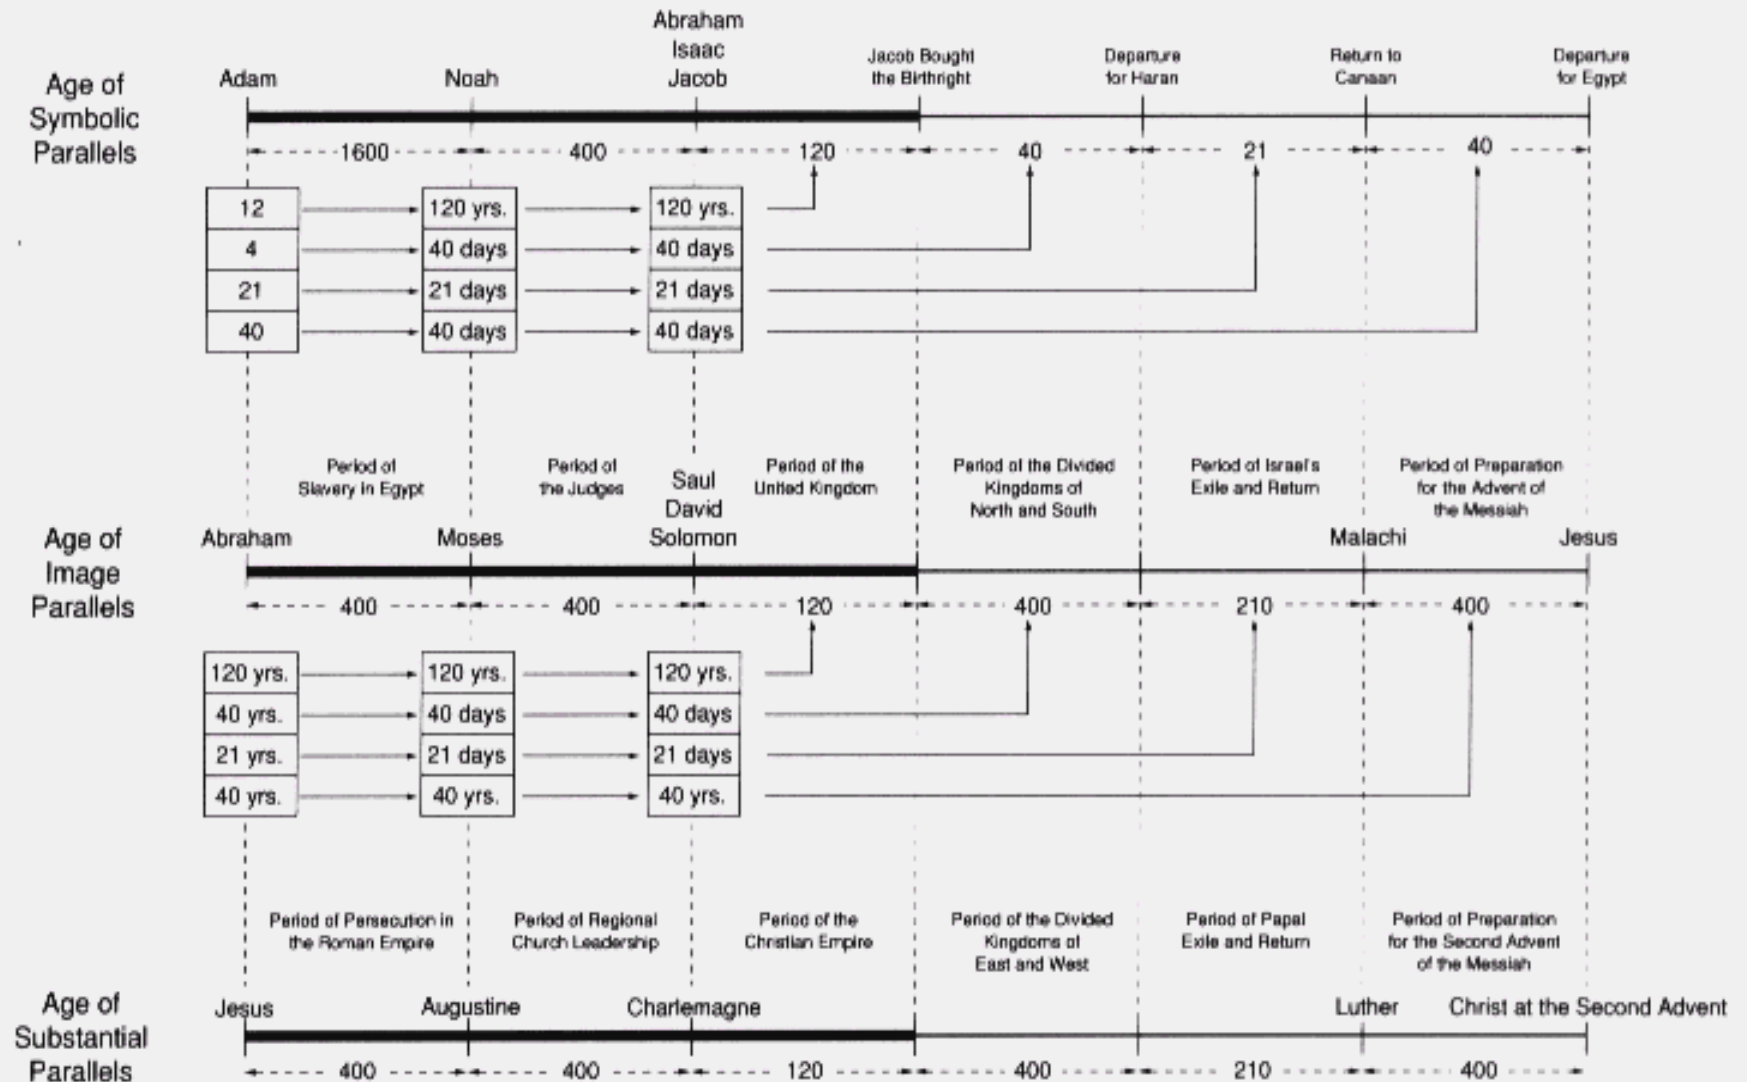 Age of
Symbolic
Parallels
Adam
Noah
Abraham
Isaac
Jacob
Jacob Bought
the Birthright
Departure
for Haran
Return to
Canaan
Departure
for Egypt
1600
400
120
40
21
40
12
120 yrs.
120 yrs.
4
40 days
40 days
21
21 days
21 days
40
40 days
40 days
Period of
Slavery in Egypt
Period of
the Judges
Period of the
United Kingdom
Period of the Divided
Kingdoms of
North and South
Period of Israel's
Exile and Return
Period of Preparation
for the Advent of
the Messiah
Age of
Image
Parallels
Abraham
Moses
Saul
David
Solomon
Malachi
Jesus
400
400
120
400
210
400
120 yrs.
120 yrs.
120 yrs.
40 yrs.
40 days
40 days
21 yrs.
21 days
21 days
40 yrs.
40 yrs.
40 yrs.
Period of Persecution in
the Roman Empire
Period of Regional
Church Leadership
Period of the
Christian Empire
Period of the Divided
Kingdoms of
East and West
Period of Papal
Exile and Return
Period of Preparation
for the Second Advent
of the Messiah
Age of
Substantial
Parallels
Jesus
Augustine
Charlemagne
Luther
Christ at the Second Advent
400
400
120
400
210
400